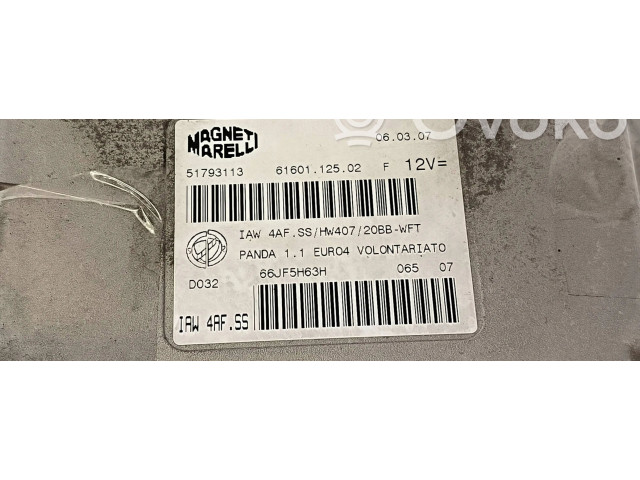 Ovoko
MAGNETI
MARELLI
06.03.07
51793113 61601.125.02 F 12V=
IAW 4AF.SS/HW407/20BB-WFT
PANDA 1.1 EURO4 VOLONTARIATO
D032 66JF5H63H 065 07
IAW 4AF.SS